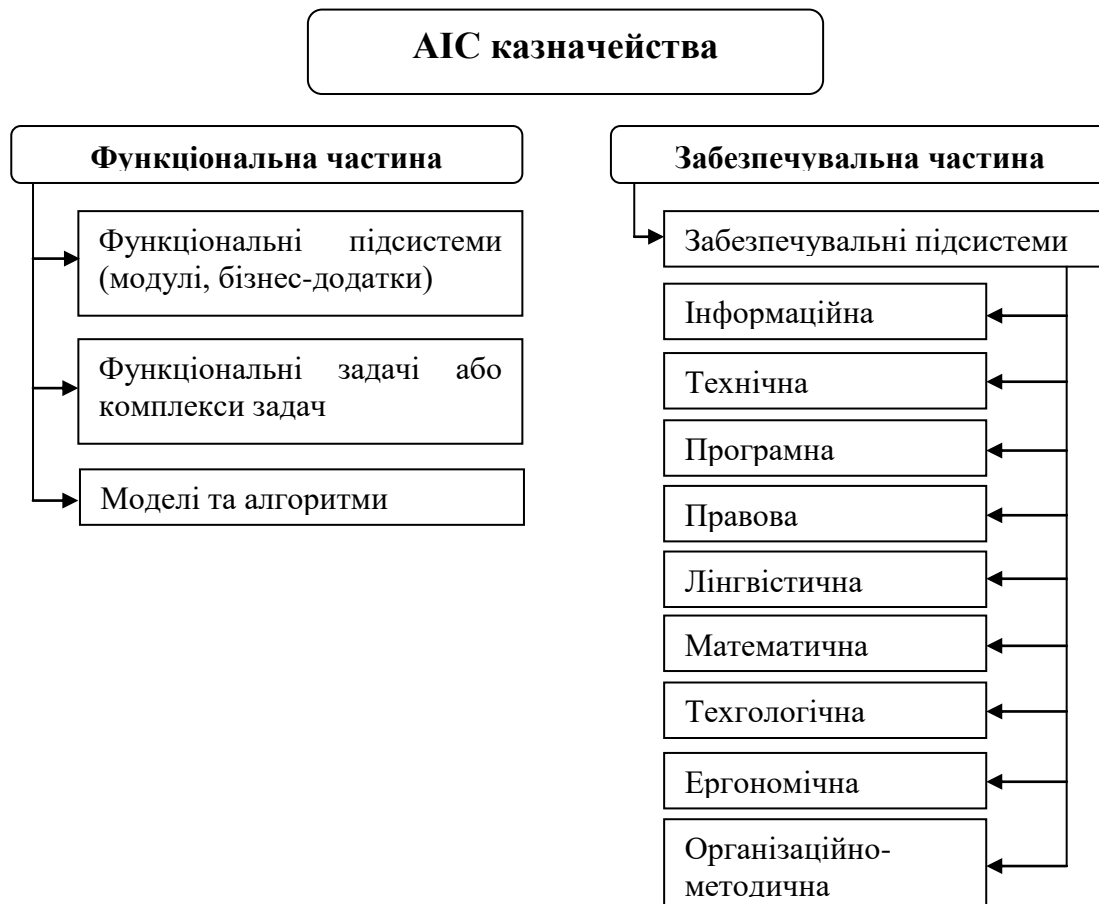 АІС казначейства
Функціональна частина
Функціональні підсистеми
(модулі, бізнес-додатки)
Функціональні задачі або
комплекси задач
Моделі та алгоритми
Забезпечувальна частина
Забезпечувальні підсистеми
Інформаційна
Технічна
Програмна
Правова
Лінгвістична
Математична
Техгологічна
Ергономічна
Організаційно-
методична